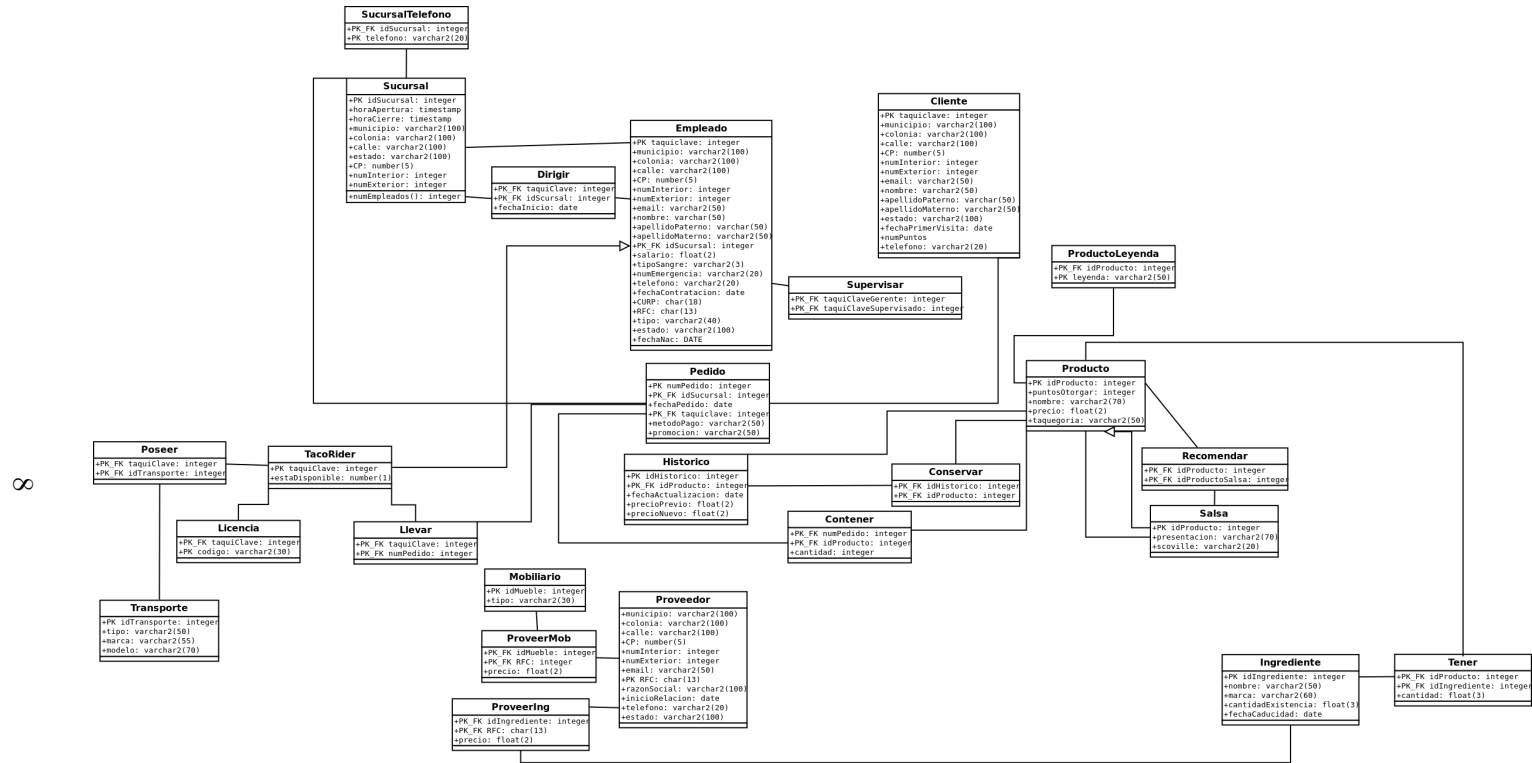 SucursalTelefono
+PK_FK idSucursal: integer
+PK telefono: varchar2(20)
Sucursal
+PK idSucursal: integer
+horaApertura: timestamp
+horaCierre: timestamp
+municipio: varchar2(100)
+colonia: varchar2(100)
+calle: varchar2(100)
+estado: varchar2(100)
+CP: number(5)
+numInterior: integer
+numExterior: integer
+numEmpleados(): integer
Dirigir
+PK_FK taquiClave: integer
+PK_FK idScursal: integer
+fechaInicio: date
Empleado
+PK taquiclave: integer
+municipio: varchar2(100)
+colonia: varchar2(100)
+calle: varchar2(100)
+CP: number(5)
+numInterior: integer
+numExterior: integer
+email: varchar2(50)
+nombre: varchar(50)
+apellidoPaterno: varchar(50)
+apellidoMaterno: varchar2(50)
+PK_FK idSucursal: integer
+salario: float(2)
+tipoSangre: varchar2(3)
+numEmergencia: varchar2(20)
+telefono: varchar2(20)
+fechaContratacion: date
+CURP: char(18)
+RFC: char(13)
+tipo: varchar2(40)
+estado: varchar2(100)
+fechaNac: DATE
Cliente
+PK taquiclave: integer
+municipio: varchar2(100)
+colonia: varchar2(100)
+calle: varchar2(100)
+CP: number(5)
+numInterior: integer
+numExterior: integer
+email: varchar2(50)
+nombre: varchar2(50)
+apellidoPaterno: varchar(50)
+apellidoMaterno: varchar2(50)
+estado: varchar2(100)
+fechaPrimerVisita: date
+numPuntos
+telefono: varchar2(20)
Supervisar
+PK_FK taquiClaveGerente: integer
+PK_FK taquiClaveSupervisado: integer
ProductoLeyenda
+PK_FK idProducto: integer
+PK leyenda: varchar2(50)
Pedido
+PK numPedido: integer
+PK_FK idSucursal: integer
+fechaPedido: date
+PK_FK taquiclave: integer
+metodoPago: varchar2(50)
+promocion: varchar2(50)
Producto
+PK idProducto: integer
+puntosOtorgar: integer
+nombre: varchar2(70)
+precio: float(2)
+taquegoria: varchar2(50)
Poseer
+PK_FK taquiClave: integer
+PK_FK idTransporte: integer
TacoRider
+PK taquiClave: integer
+estaDisponible: number(1)
Historico
+PK idHistorico: integer
+PK_FK idProducto: integer
+fechaActualizacion: date
+precioPrevio: float(2)
+precioNuevo: float(2)
Conservar
+PK_FK idHistorico: integer
+PK_FK idProducto: integer
Recomendar
+PK_FK idProducto: integer
+PK_FK idProductoSalsa: integer
∞
Licencia
+PK_FK taquiClave: integer
+PK codigo: varchar2(30)
Llevar
+PK_FK taquiClave: integer
+PK_FK numPedido: integer
Contener
+PK_FK numPedido: integer
+PK_FK idProducto: integer
+cantidad: integer
Salsa
+PK idProducto: integer
+presentacion: varchar2(70)
+scoville: varchar2(20)
Transporte
+PK idTransporte: integer
+tipo: varchar2(50)
+marca: varchar2(55)
+modelo: varchar2(70)
Mobiliario
+PK idMueble: integer
+tipo: varchar2(30)
ProveerMob
+PK_FK idMueble: integer
+PK_FK RFC: integer
+precio: float(2)
Proveedor
+municipio: varchar2(100)
+colonia: varchar2(100)
+calle: varchar2(100)
+CP: number(5)
+numInterior: integer
+numExterior: integer
+email: varchar2(50)
+PK RFC: char(13)
+razonSocial: varchar2(100)
+inicioRelacion: date
+telefono: varchar2(20)
+estado: varchar2(100)
ProveerIng
+PK_FK idIngrediente: integer
+PK_FK RFC: char(13)
+precio: float(2)
Ingrediente
+PK idIngrediente: integer
+nombre: varchar2(50)
+marca: varchar2(60)
+cantidadExistencia: float(3)
+fechaCaducidad: date
Tener
+PK_FK idProducto: integer
+PK_FK idIngrediente: integer
+cantidad: float(3)